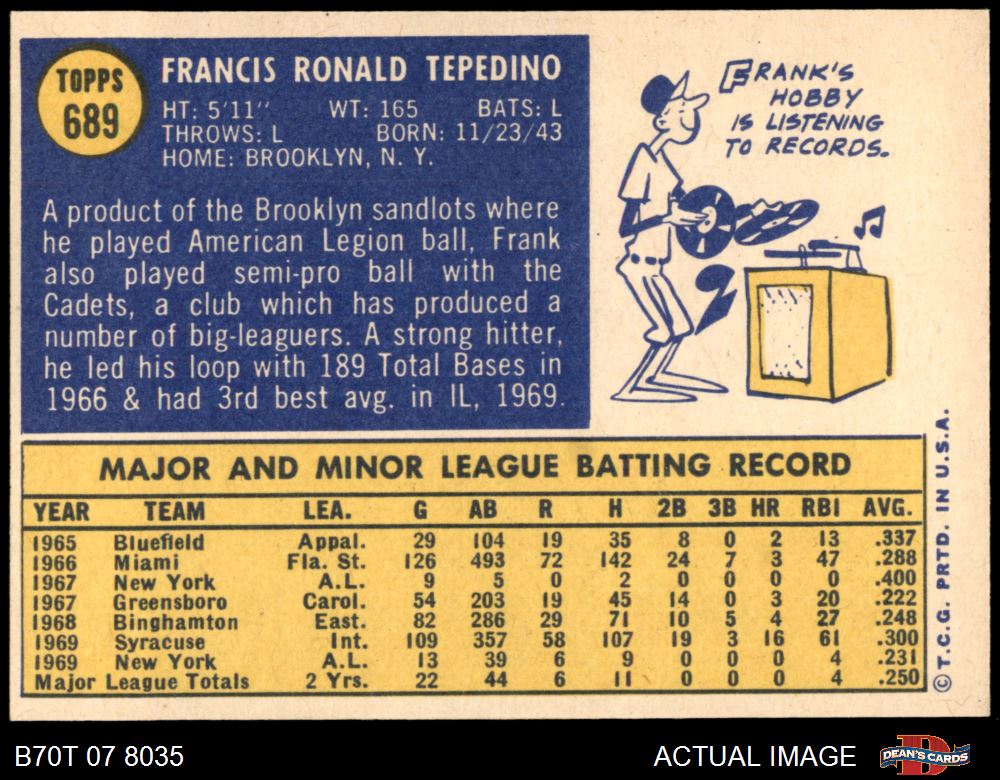 TOPPS
689
FRANCIS RONALD TEPEDINO
HT: 5'11'' WT: 165 BATS: L
THROWS: L BORN: 11/23/43
HOME: BROOKLYN, N. Y.
A product of the Brooklyn sandlots where
he played American Legion ball, Frank
also played semi-pro ball with the
Cadets, a club which has produced a
number of big-leaguers. A strong hitter,
he led his loop with 189 Total Bases in
1966 & had 3rd best avg. in IL, 1969.
FRANK'S
HOBBY
IS LISTENING
TO RECORDS.
MAJOR AND MINOR LEAGUE BATTING RECORD
YEAR TEAM LEA. G AB R H 2B 3B HR RBI AVG.
1965 Bluefield Appal. 29 104 19 35 8 0 2 13 .337
1966 Miami Fla. St. 126 493 72 142 24 7 3 47 .288
1967 New York A.L. 9 5 0 2 0 0 0 0 .400
1967 Greensboro Carol. 54 203 19 45 14 0 3 20 .222
1968 Binghamton East. 82 286 29 71 10 5 4 27 .248
1969 Syracuse Int. 109 357 58 107 19 3 16 61 .300
1969 New York A.L. 13 39 6 9 0 0 0 4 .231
Major League Totals 2 Yrs. 22 44 6 11 0 0 0 4 .250
© T.C.G. PRTD. IN U.S.A.
B70T 07 8035
ACTUAL IMAGE
D
DEAN'S CARDS